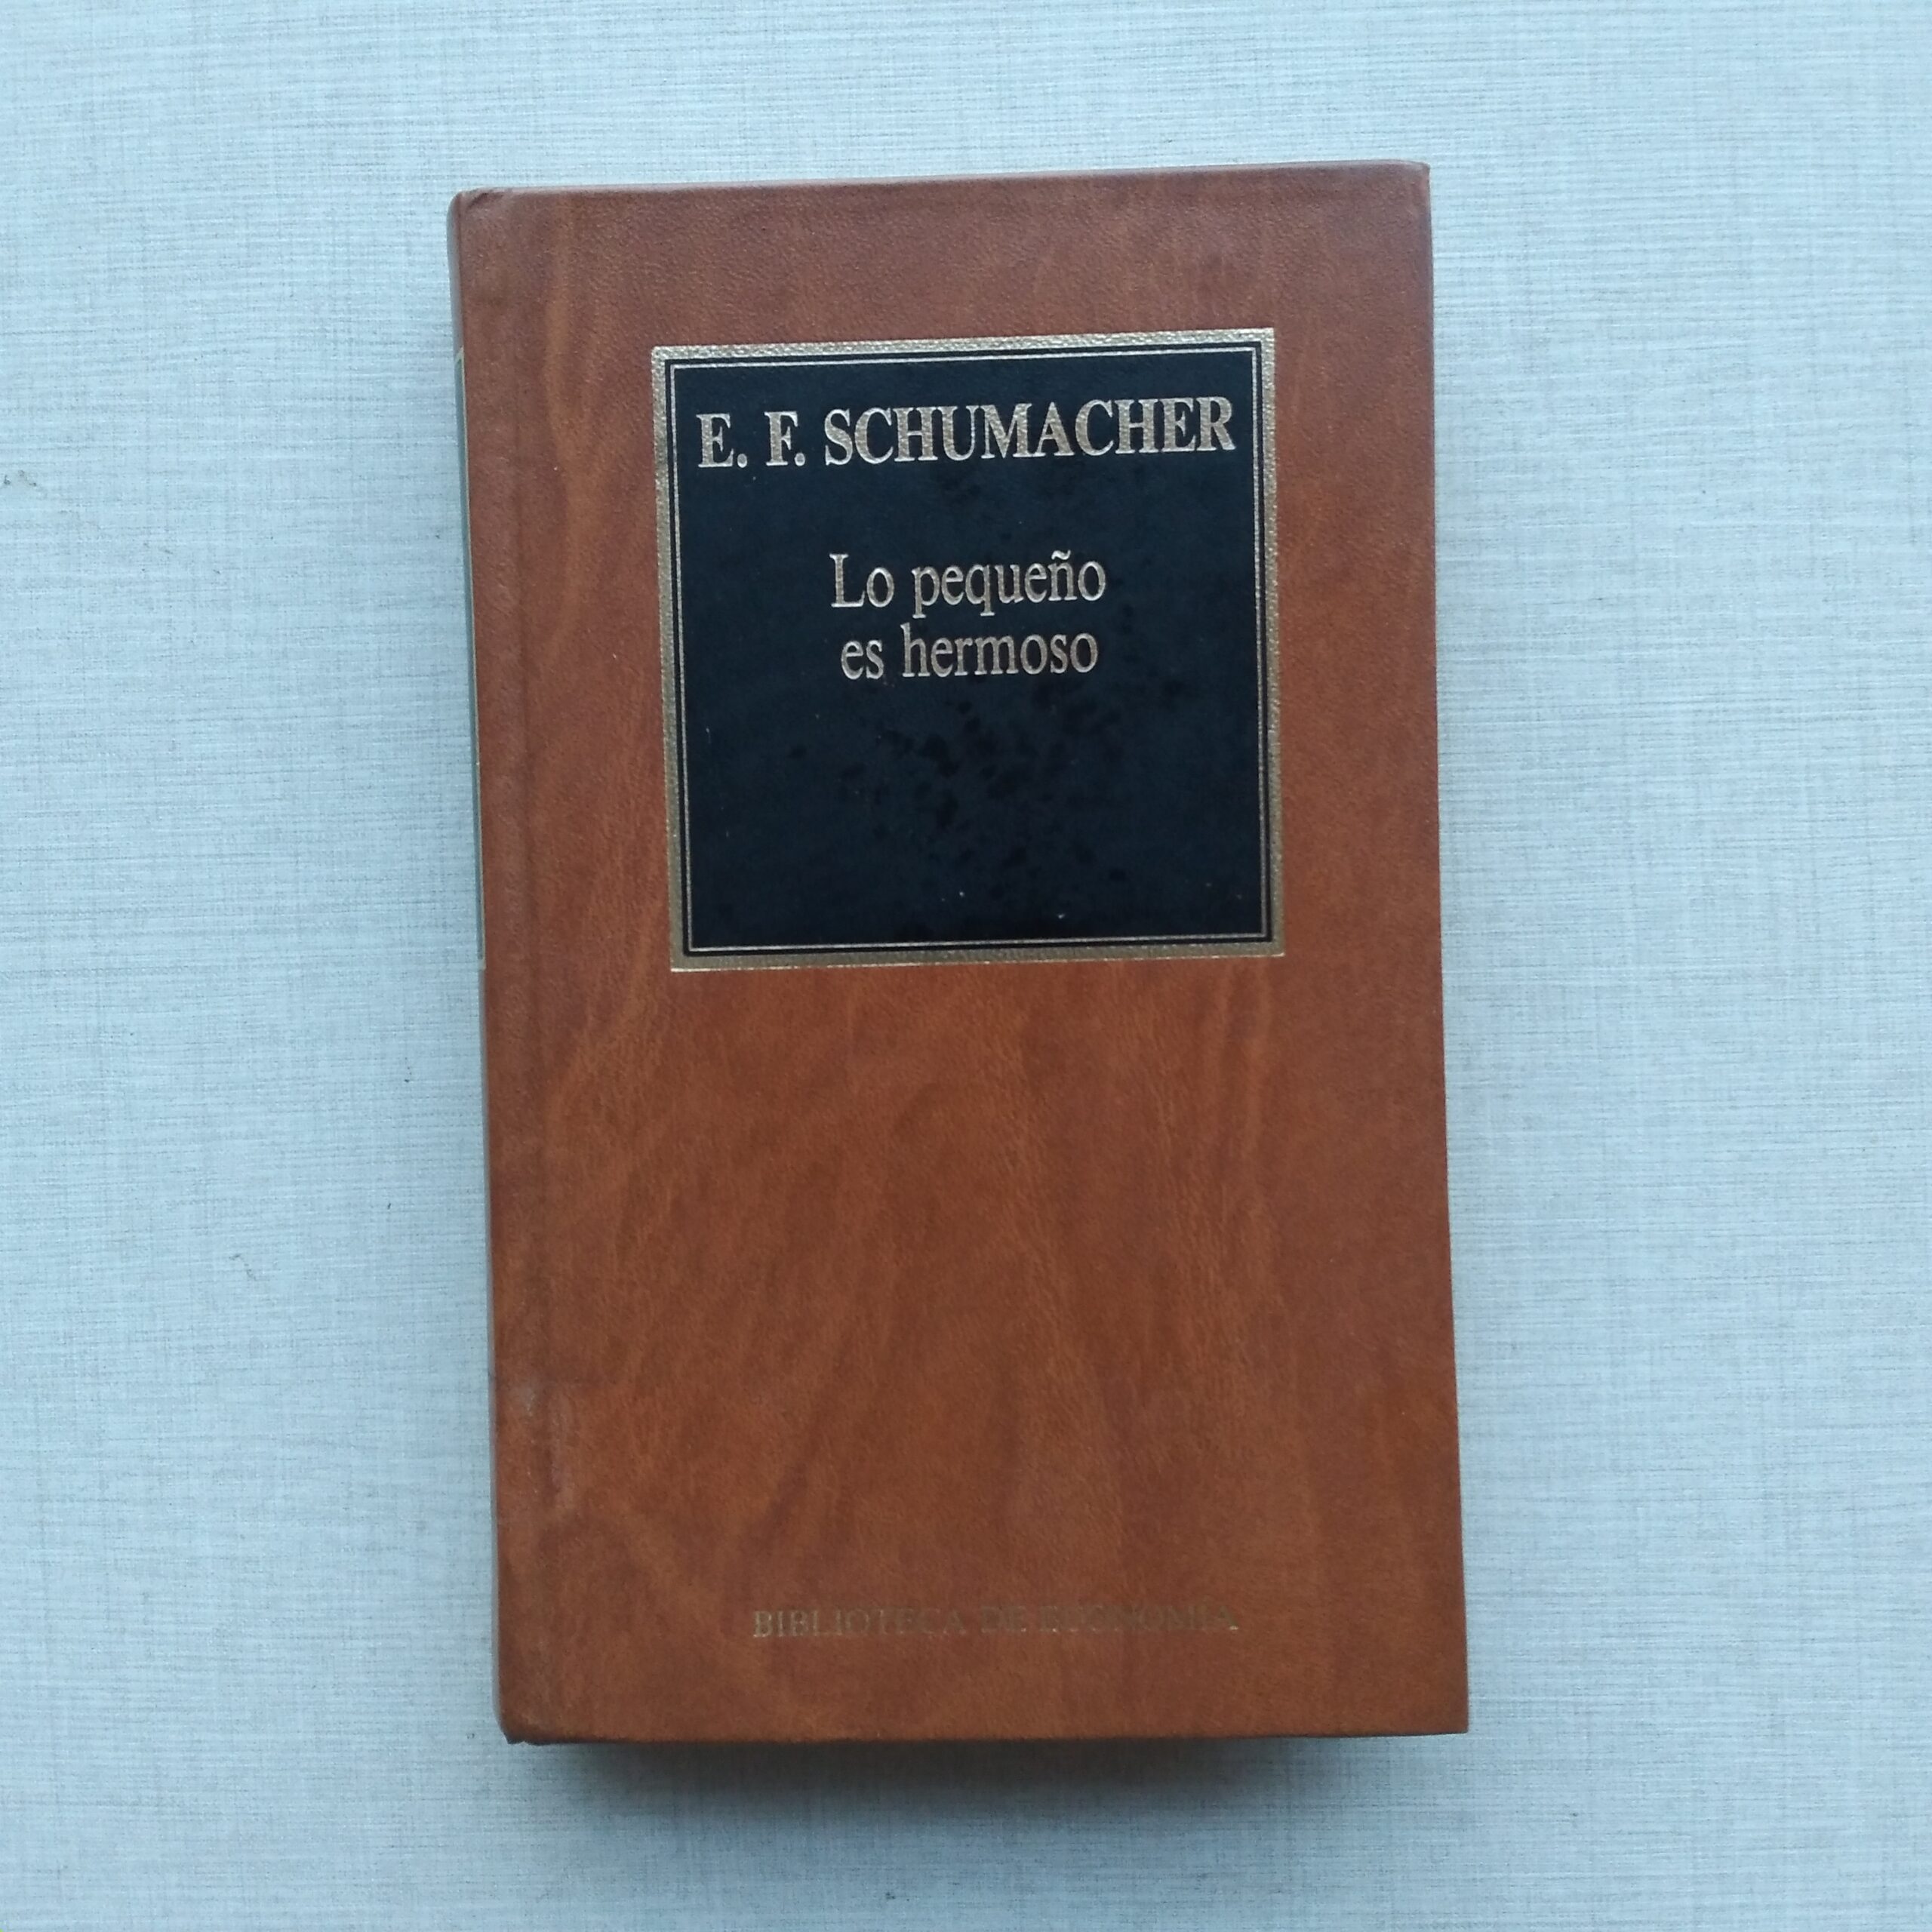 E. F. SCHUMACHER
Lo pequeño
es hermoso
BIBLIOTECA DE ECONOMÍA